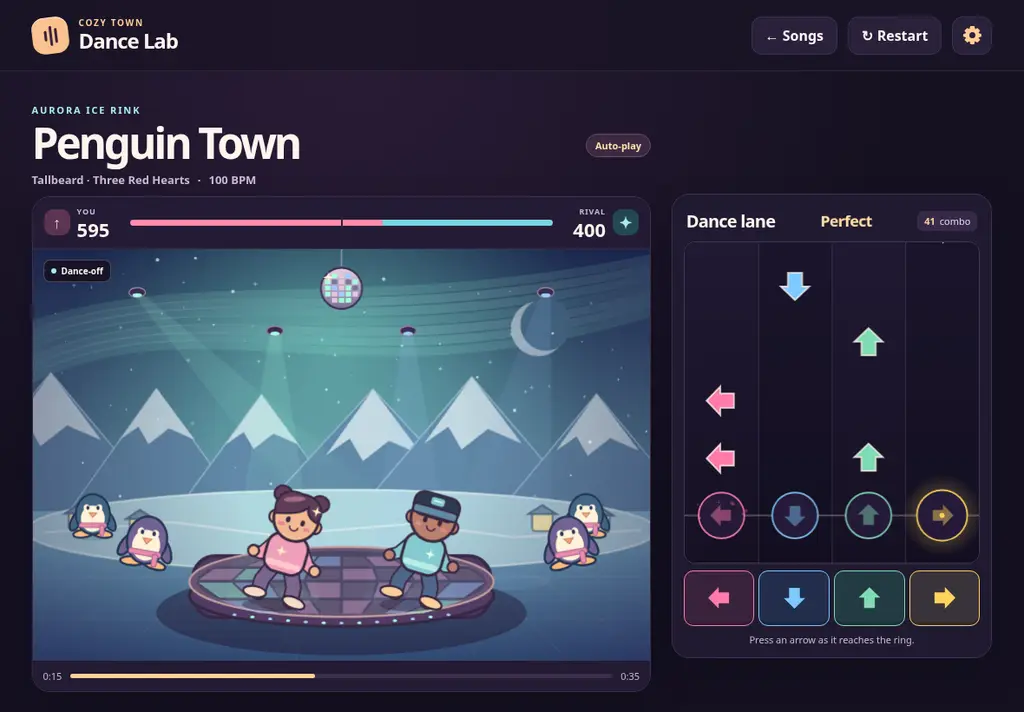 COZY TOWN
Dance Lab
← Songs
↻ Restart
AURORA ICE RINK
Penguin Town
Auto-play
Tallbeard · Three Red Hearts · 100 BPM
YOU
595
RIVAL
400
Dance-off
0:15
0:35
Dance lane
Perfect
41 combo
Press an arrow as it reaches the ring.